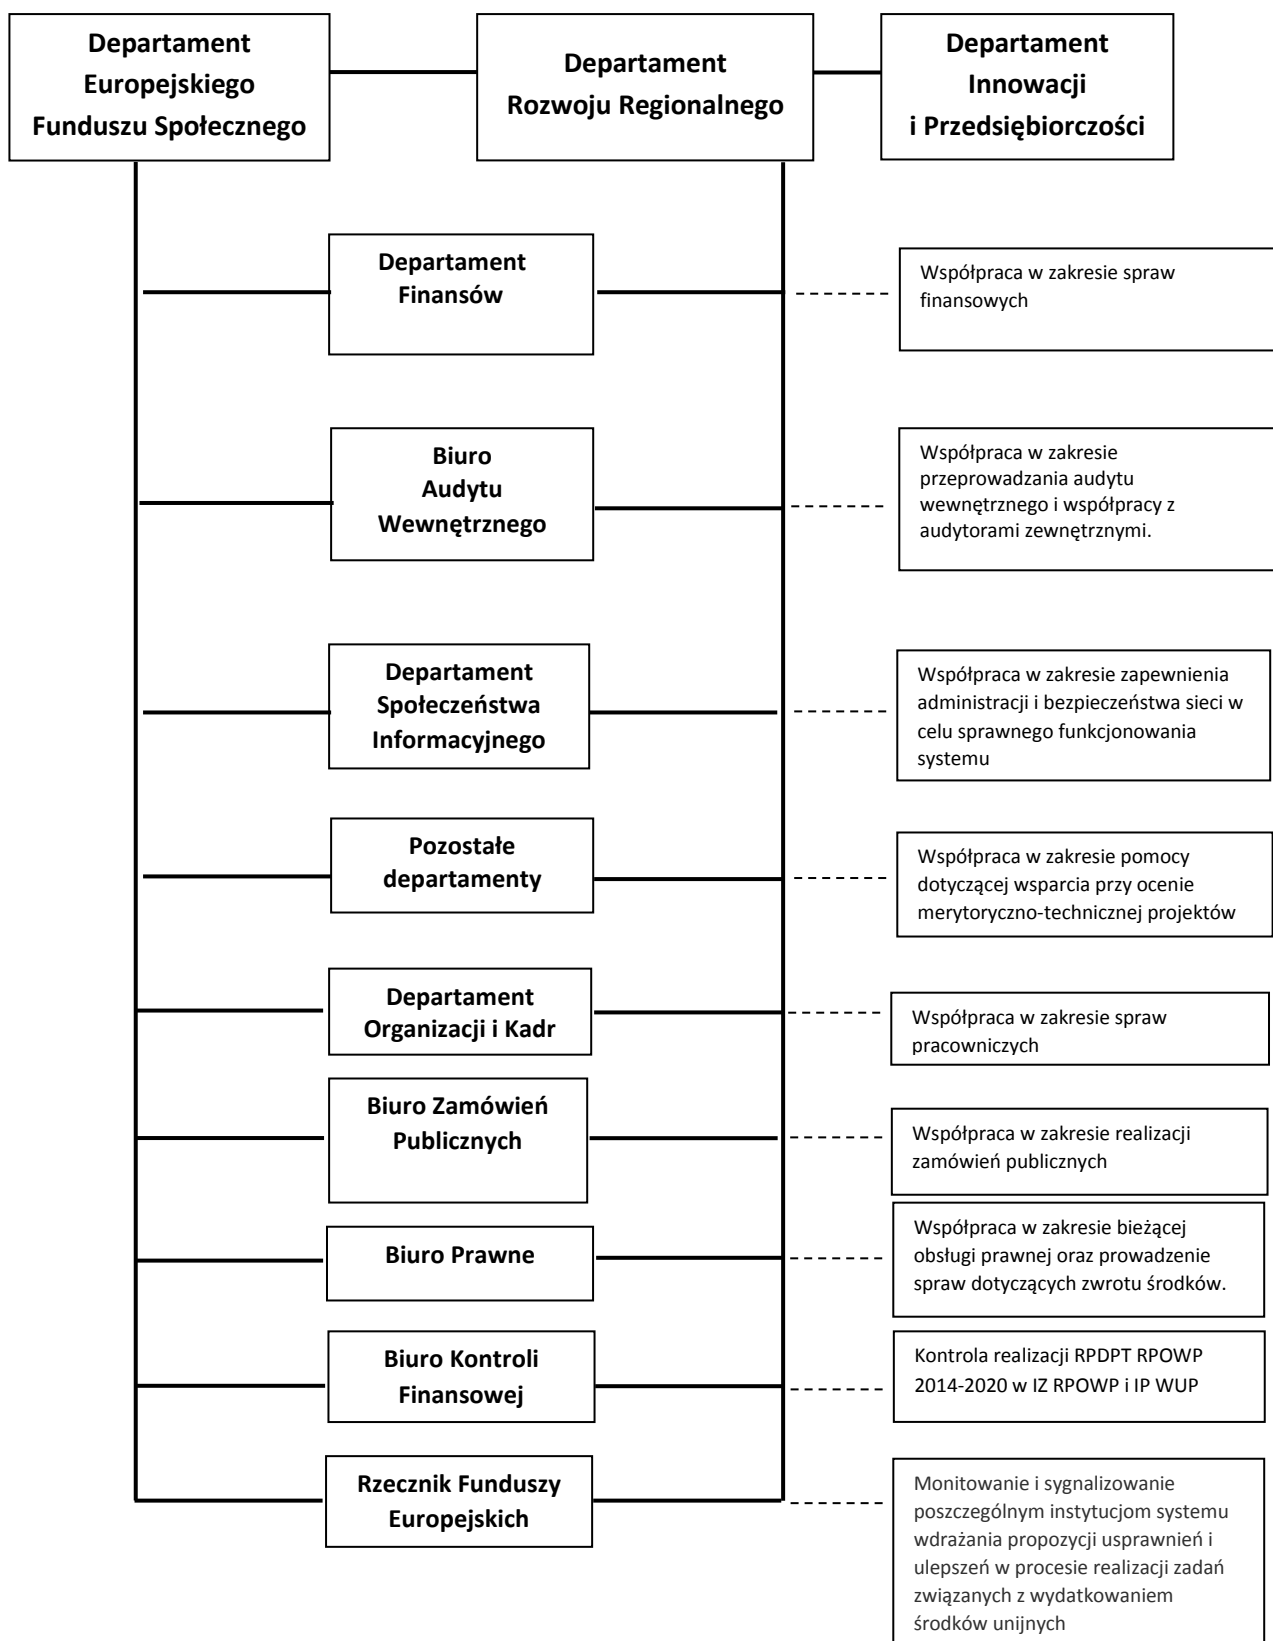 Departament
Europejskiego
Funduszu Społecznego
Departament
Rozwoju Regionalnego
Departament
Innowacji
i Przedsiębiorczości
Departament
Finansów
Współpraca w zakresie spraw
finansowych
Biuro
Audytu
Wewnętrznego
Współpraca w zakresie
przeprowadzania audytu
wewnętrznego i współpracy z
audytorami zewnętrznymi.
Departament
Społeczeństwa
Informacyjnego
Współpraca w zakresie zapewnienia
administracji i bezpieczeństwa sieci w
celu sprawnego funkcjonowania
systemu
Pozostałe
departamenty
Współpraca w zakresie pomocy
dotyczącej wsparcia przy ocenie
merytoryczno-technicznej projektów
Departament
Organizacji i Kadr
Współpraca w zakresie spraw
pracowniczych
Biuro Zamówień
Publicznych
Współpraca w zakresie realizacji
zamówień publicznych
Biuro Prawne
Współpraca w zakresie bieżącej
obsługi prawnej oraz prowadzenie
spraw dotyczących zwrotu środków.
Biuro Kontroli
Finansowej
Kontrola realizacji RPDPT RPOWP
2014-2020 w IZ RPOWP i IP WUP
Rzecznik Funduszy
Europejskich
Monitowanie i sygnalizowanie
poszczególnym instytucjom systemu
wdrażania propozycji usprawnień i
ulepszeń w procesie realizacji zadań
związanych z wydatkowaniem
środków unijnych